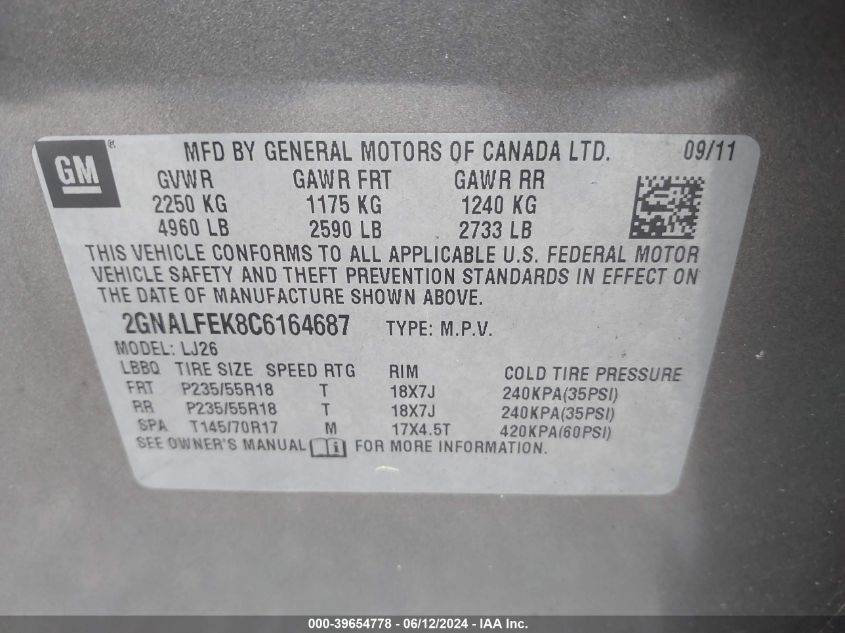 GM ® MFD BY GENERAL MOTORS OF CANADA LTD. 09/11
GVWR GAWR FRT GAWR RR
2250 KG 1175 KG 1240 KG
4960 LB 2590 LB 2733 LB
THIS VEHICLE CONFORMS TO ALL APPLICABLE U.S. FEDERAL MOTOR
VEHICLE SAFETY AND THEFT PREVENTION STANDARDS IN EFFECT ON
THE DATE OF MANUFACTURE SHOWN ABOVE.
2GNALFEK8C6164687 TYPE: M.P.V.
MODEL: LJ26
LBBQ TIRE SIZE SPEED RTG RIM COLD TIRE PRESSURE
FRT P235/55R18 T 18X7J 240KPA(35PSI)
RR P235/55R18 T 18X7J 240KPA(35PSI)
SPA T145/70R17 M 17X4.5T 420KPA(60PSI)
SEE OWNER'S MANUAL FOR MORE INFORMATION.
000-39654778 - 06/12/2024 - IAA Inc.